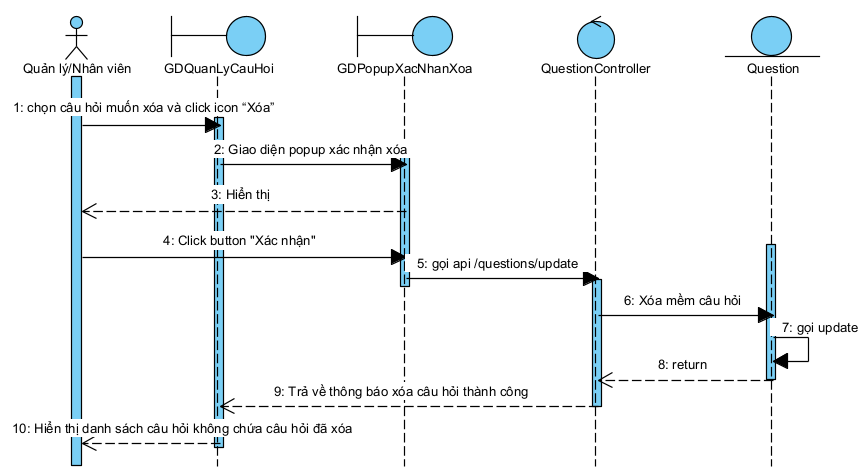 Quản lý/Nhân viên
GDQuanLyCauHoi
GDPopupXacNhanXoa
QuestionController
Question
1: chọn câu hỏi muốn xóa và click icon “Xóa”
2: Giao diện popup xác nhận xóa
3: Hiển thị
4: Click button "Xác nhận"
5: gọi api /questions/update
6: Xóa mềm câu hỏi
7: gọi update
8: return
9: Trả về thông báo xóa câu hỏi thành công
10: Hiển thị danh sách câu hỏi không chứa câu hỏi đã xóa